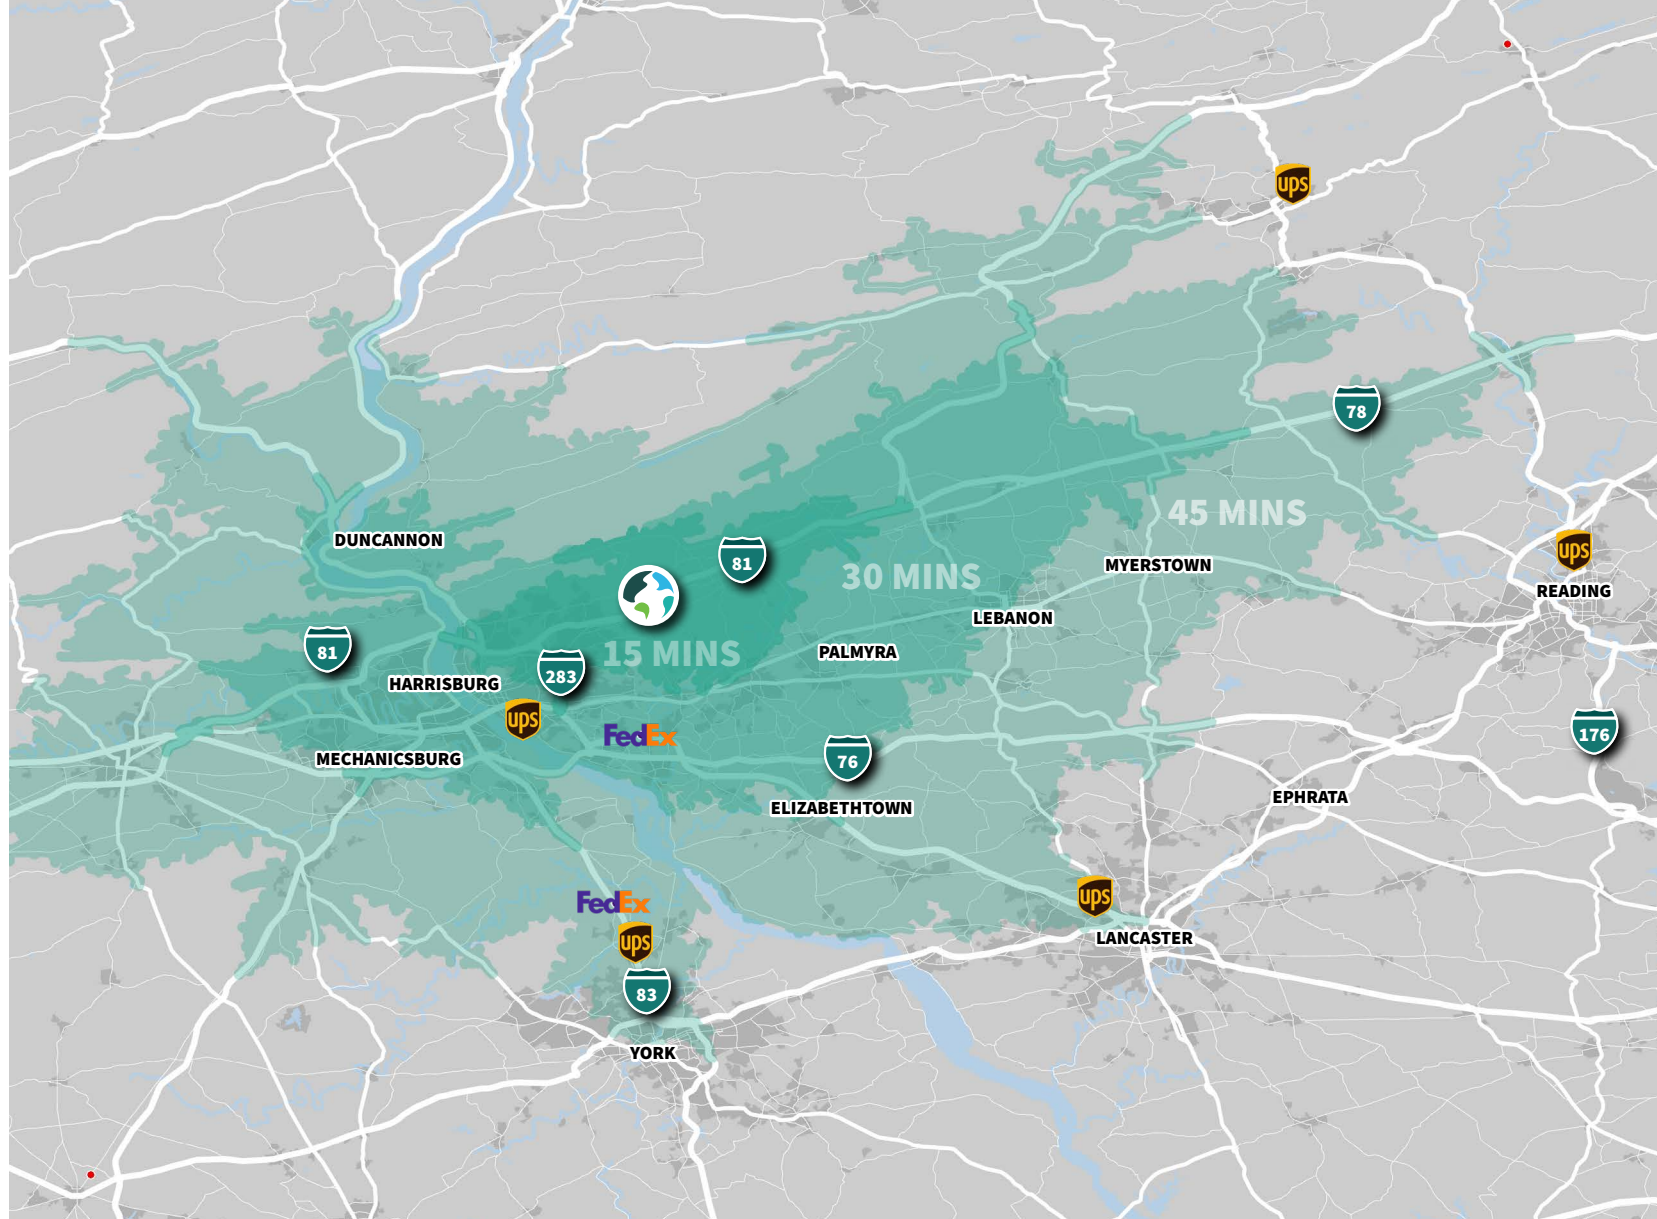 ups
78
45 MINS
DUNCANNON
81
ups
MYERSTOWN
30 MINS
READING
LEBANON
81
15 MINS
PALMYRA
283
HARRISBURG
ups
FedEx
176
MECHANICSBURG
76
EPHRATA
ELIZABETHTOWN
FedEx
ups
ups
LANCASTER
83
YORK